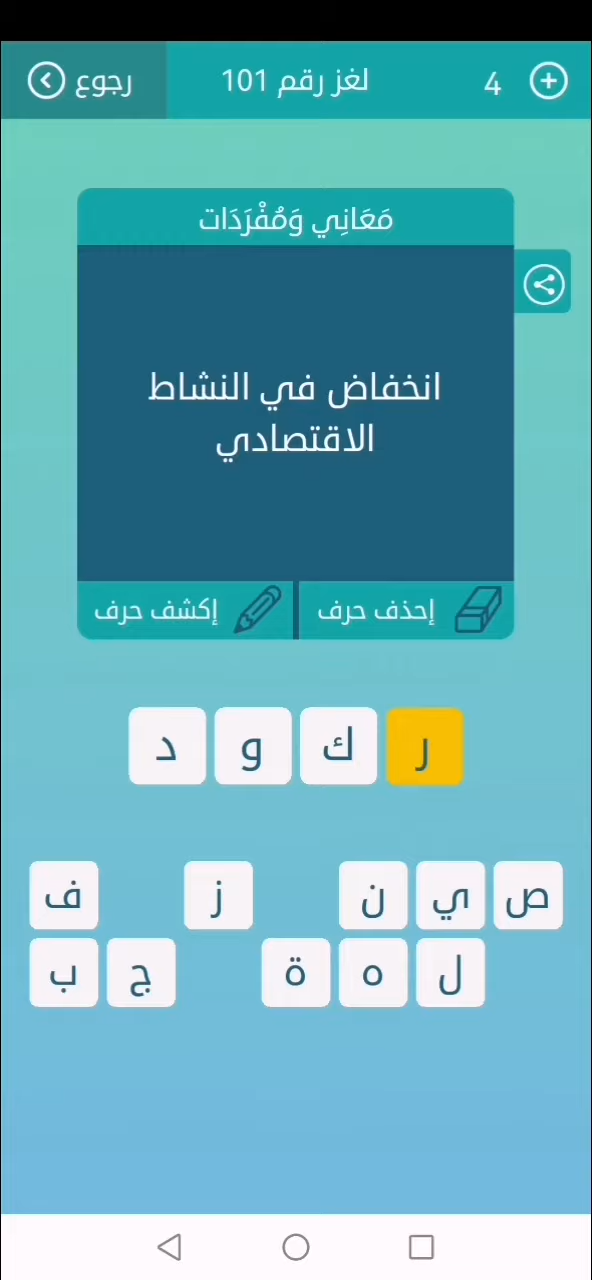 رجوع لغز رقم 101 4
مَعَانِي وَمُفْرَدَات
انخفاض في النشاط
الاقتصادي
إحذف حرف إكشف حرف
ر ك و د
ص ي ن ز ف
ل ه ة ج ب